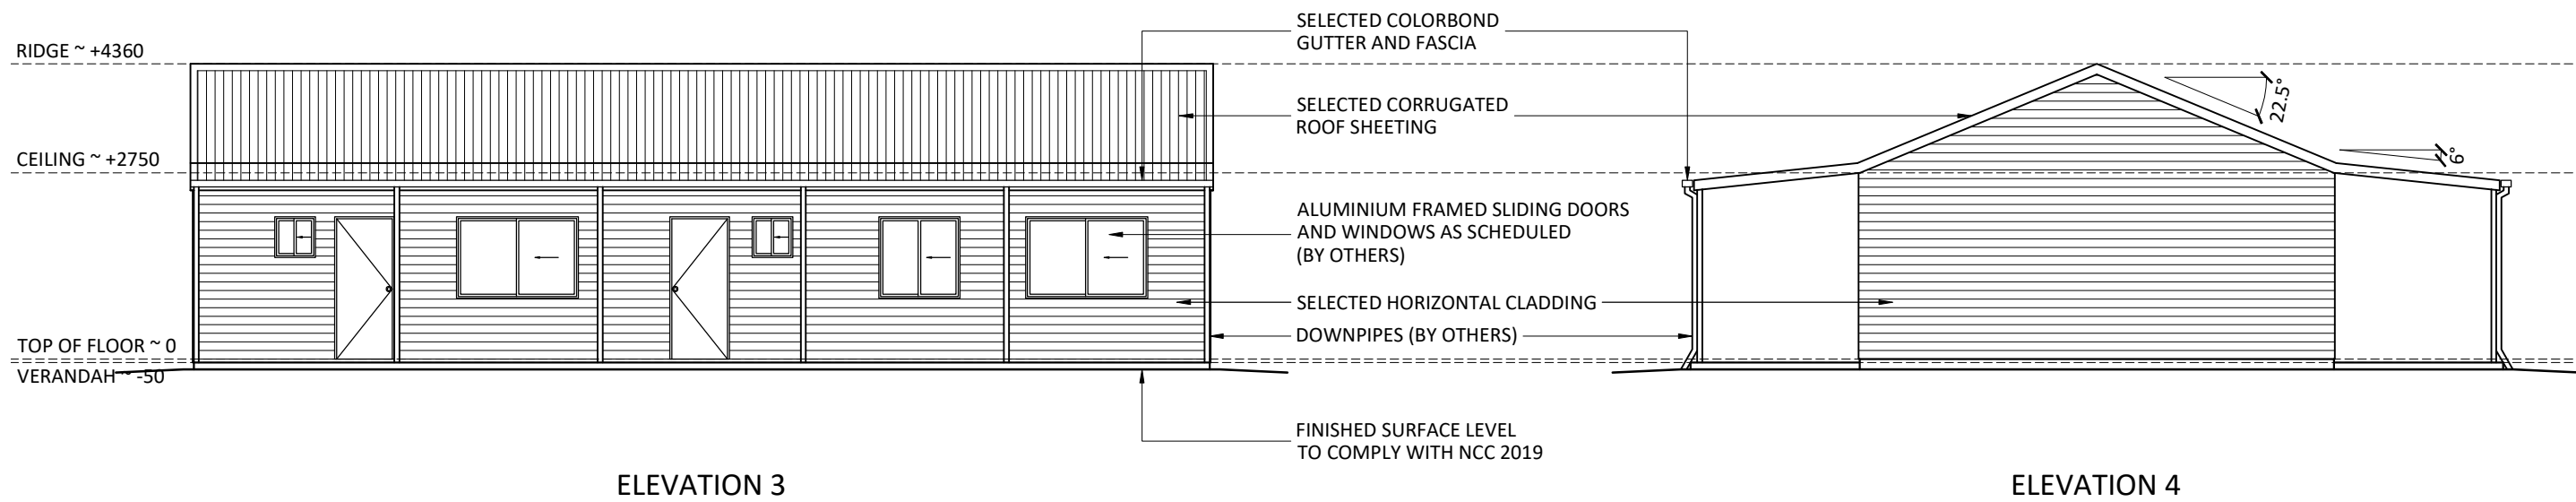 RIDGE ~ +4360
CEILING ~ +2750
TOP OF FLOOR ~ 0
VERANDAH ~ -50
SELECTED COLORBOND
GUTTER AND FASCIA
SELECTED CORRUGATED
ROOF SHEETING
ALUMINIUM FRAMED SLIDING DOORS
AND WINDOWS AS SCHEDULED
(BY OTHERS)
SELECTED HORIZONTAL CLADDING
DOWNPIPES (BY OTHERS)
FINISHED SURFACE LEVEL
TO COMPLY WITH NCC 2019
22.5°
6°
ELEVATION 3
ELEVATION 4